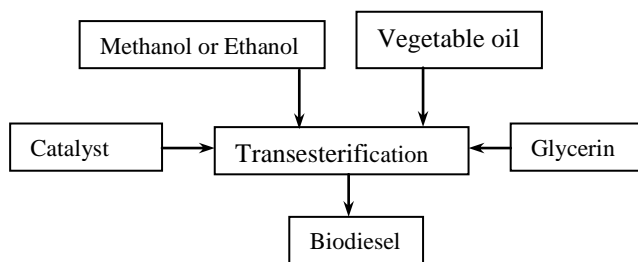 Methanol or Ethanol
Vegetable oil
Catalyst
Transesterification
Glycerin
Biodiesel